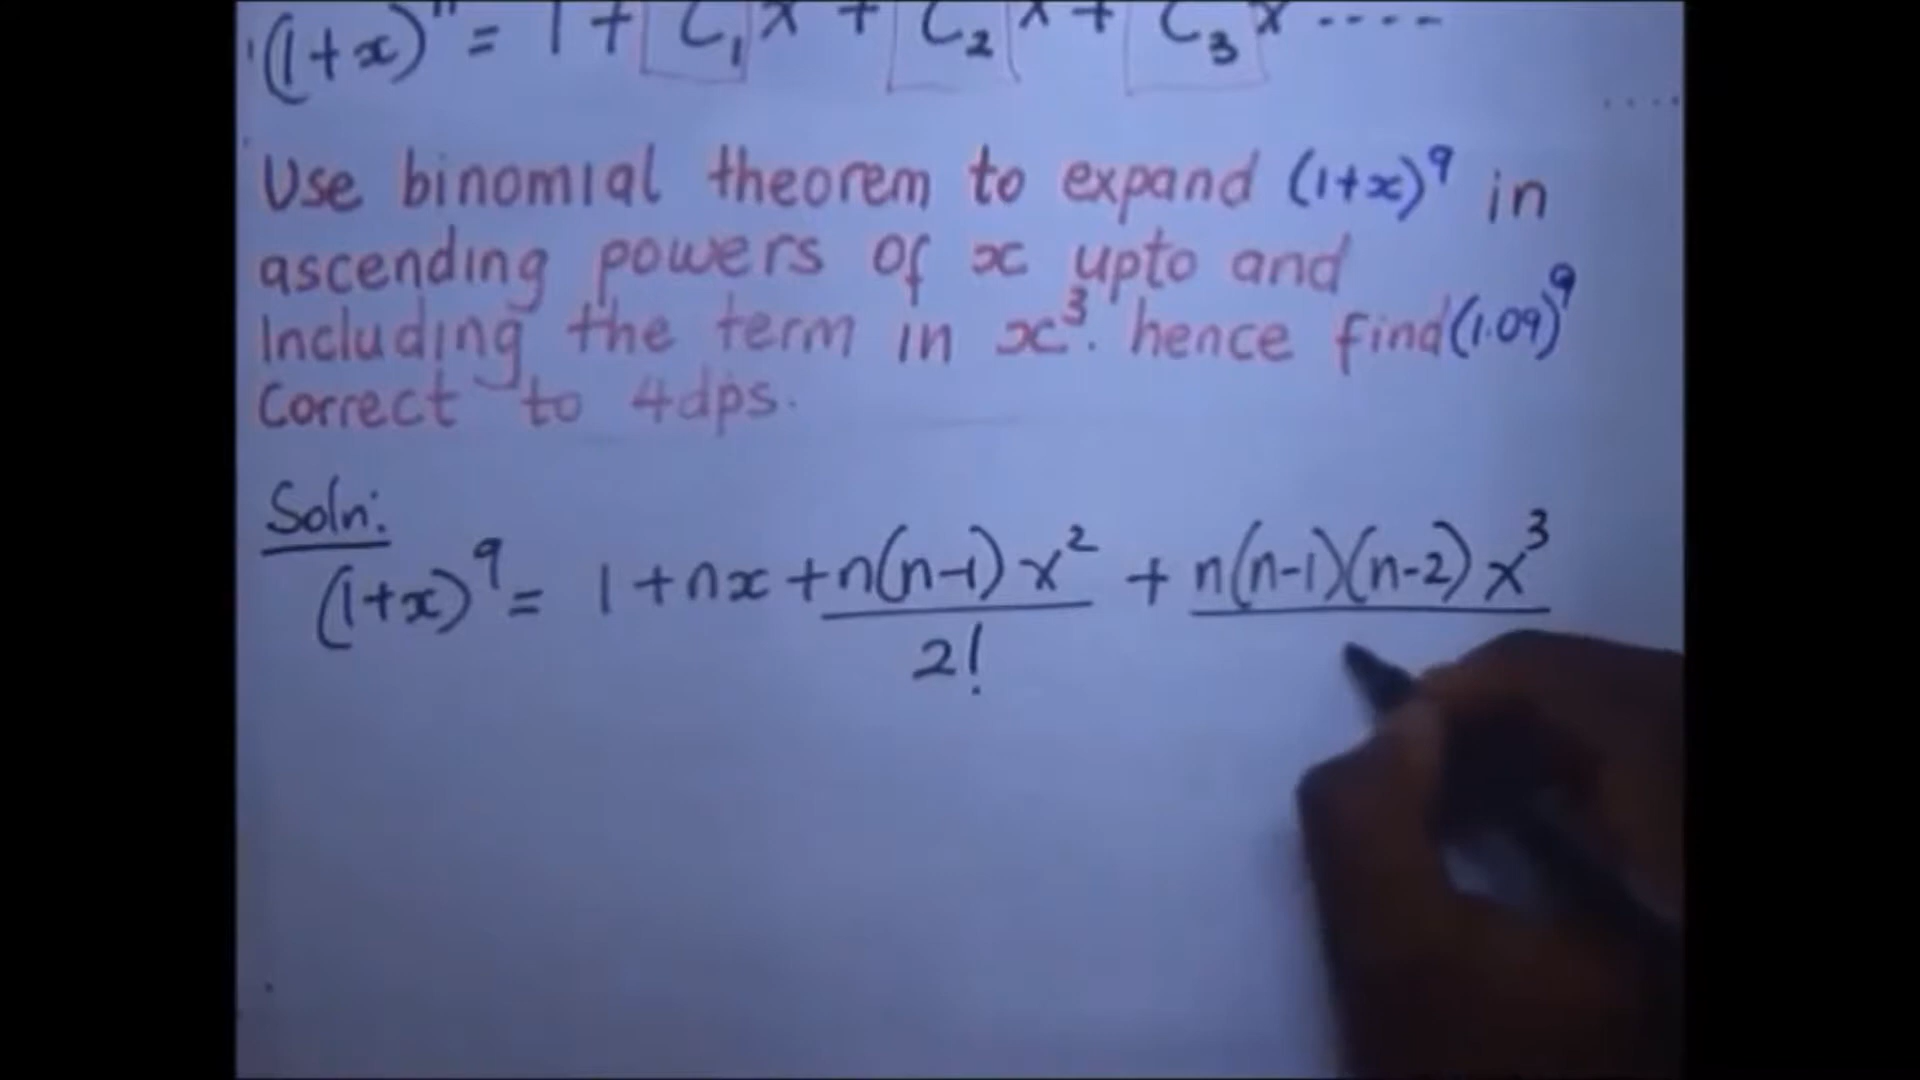 (1+x)ⁿ = 1 + C₁x + C₂x + C₃x ....
Use binomial theorem to expand (1+x)⁹ in
ascending powers of x upto and
Including the term in x³. hence find (1.09)⁹
Correct to 4dps.
Soln:
(1+x)⁹ = 1 + nx + n(n-1)x² + n(n-1)(n-2)x³
2!